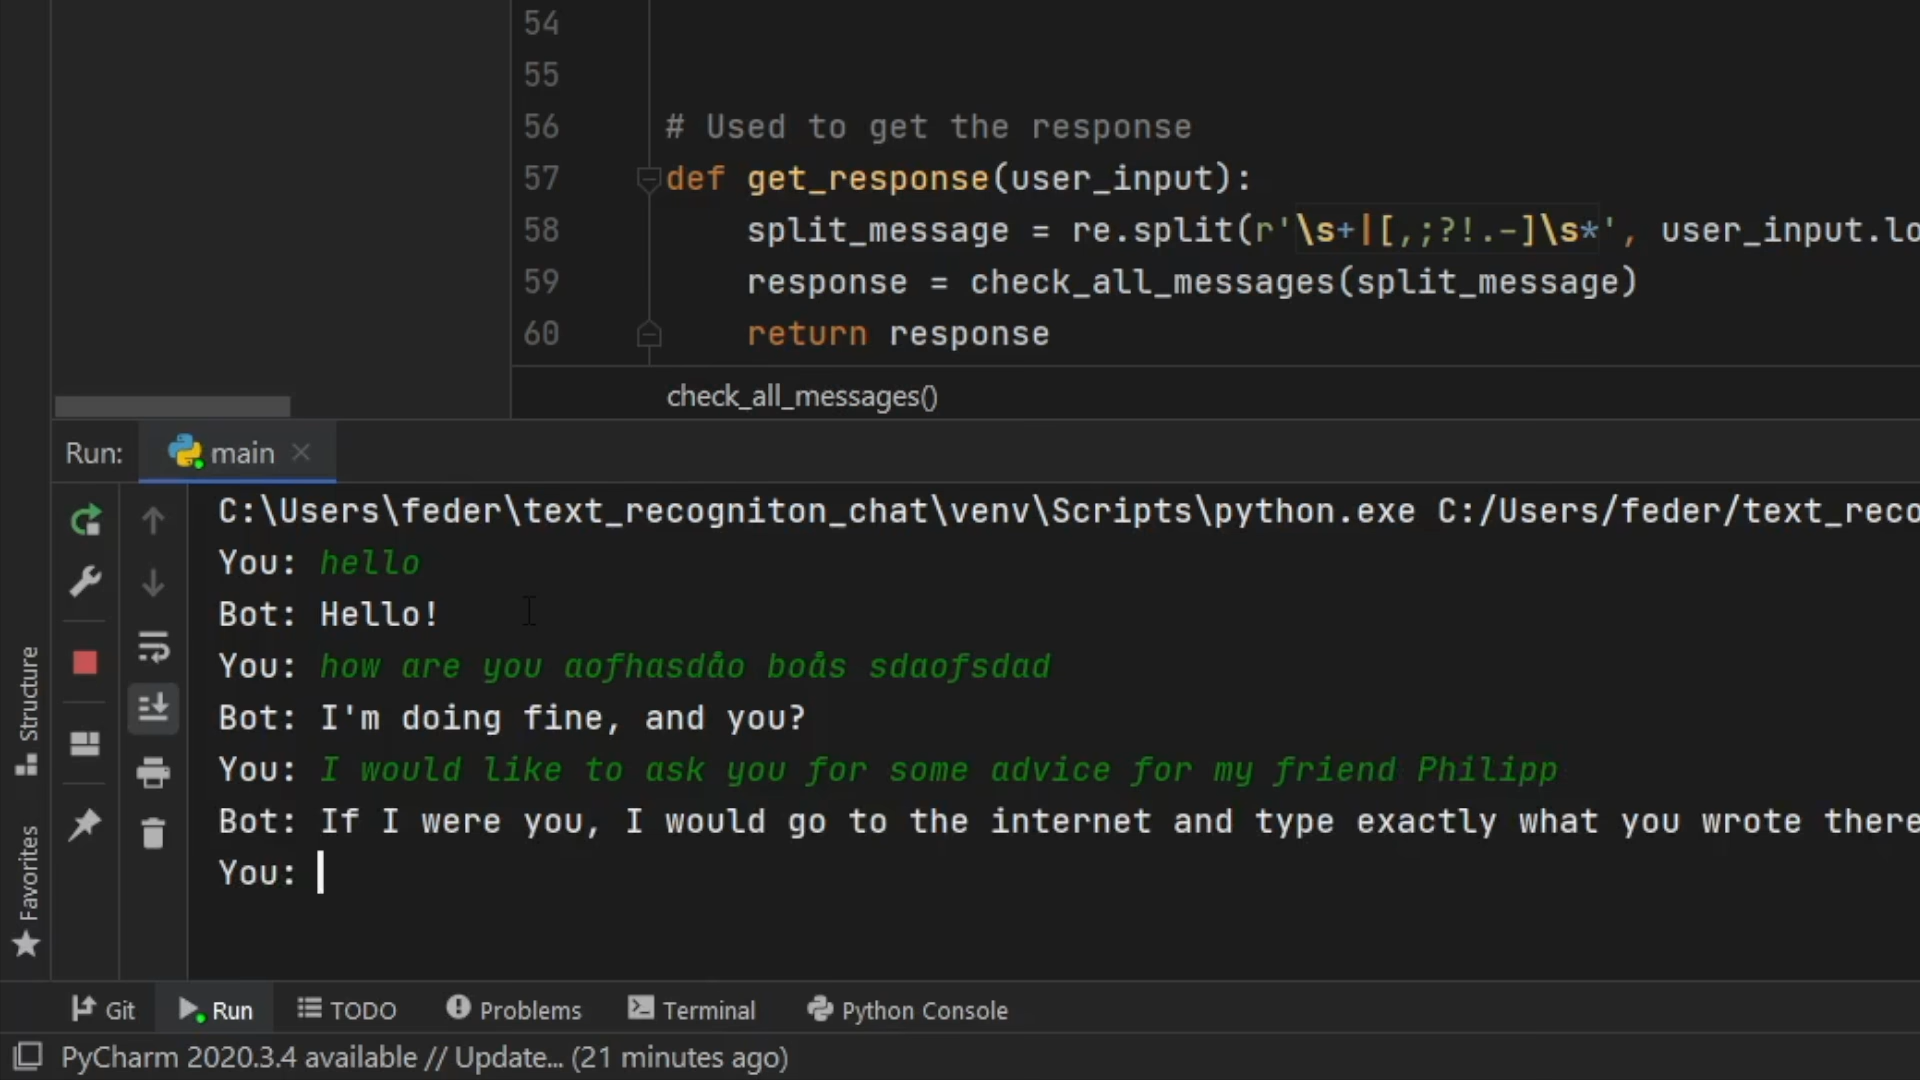 54
55
56 # Used to get the response
57 def get_response(user_input):
58 split_message = re.split(r'\s+|[,;?!.-]\s*', user_input.lo
59 response = check_all_messages(split_message)
60 return response
check_all_messages()
Run: main
C:\Users\feder\text_recogniton_chat\venv\Scripts\python.exe C:/Users/feder/text_reco
You: hello
Bot: Hello!
You: how are you aofhasdåo boås sdaofsdad
Bot: I'm doing fine, and you?
You: I would like to ask you for some advice for my friend Philipp
Bot: If I were you, I would go to the internet and type exactly what you wrote there
You:
Structure
Favorites
Git Run TODO Problems Terminal Python Console
PyCharm 2020.3.4 available // Update... (21 minutes ago)